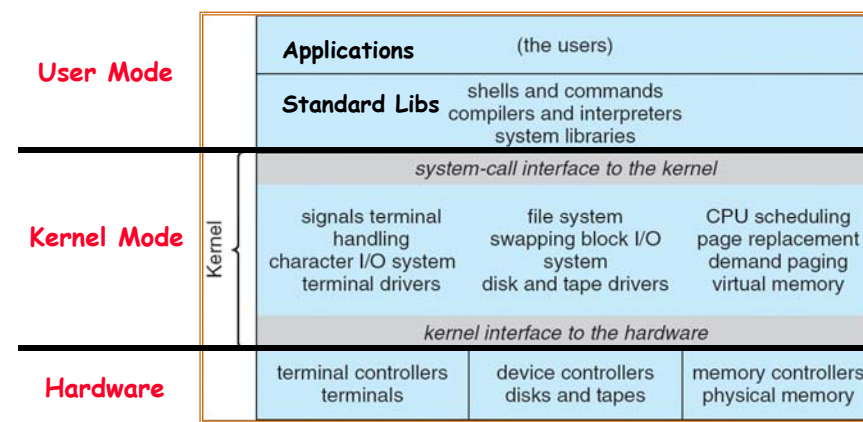 User Mode
Applications
(the users)
Standard Libs
shells and commands
compilers and interpreters
system libraries
Kernel Mode
Kernel
system-call interface to the kernel
signals terminal
handling
character I/O system
terminal drivers
file system
swapping block I/O
system
disk and tape drivers
CPU scheduling
page replacement
demand paging
virtual memory
kernel interface to the hardware
Hardware
terminal controllers
terminals
device controllers
disks and tapes
memory controllers
physical memory